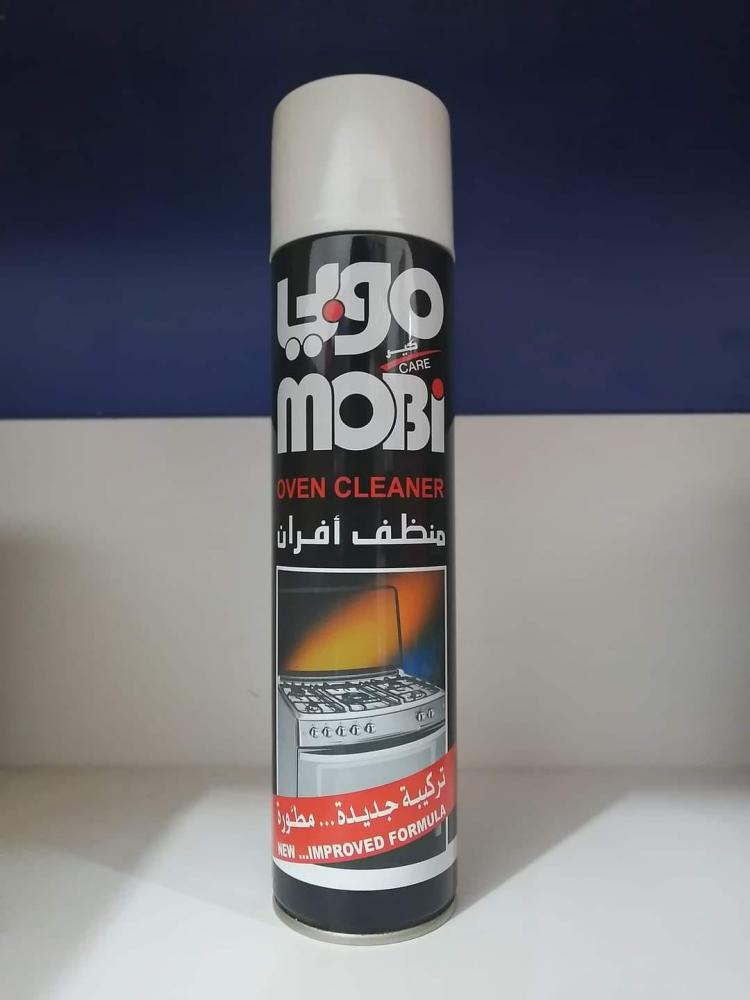 موبي
كير
CARE
MOBi
OVEN CLEANER
منظف أفران
تركيبة جديدة... مطورة
NEW ...IMPROVED FORMULA